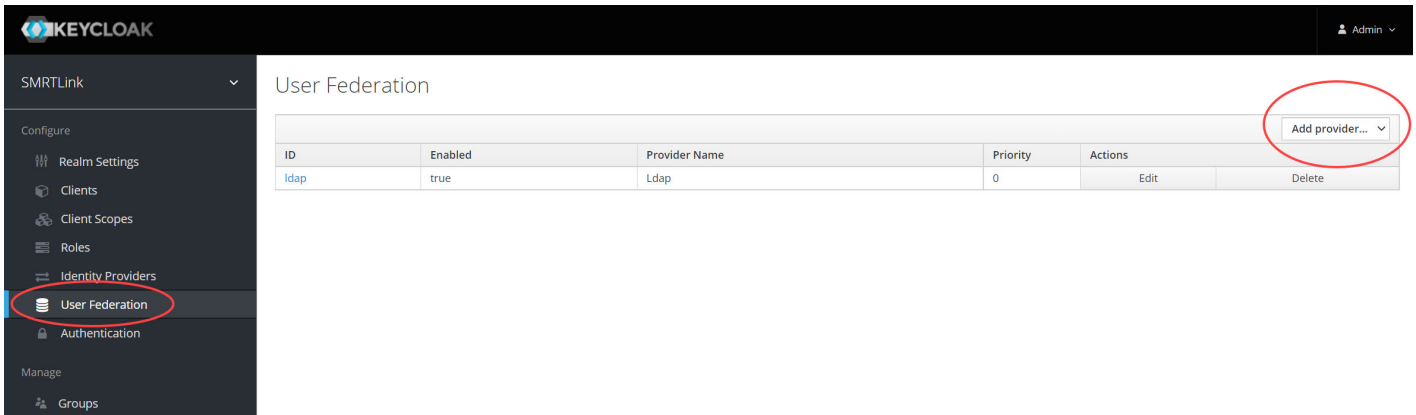 KEYCLOAK
Admin
SMRTLink
User Federation
Configure
Add provider...
Realm Settings
ID Enabled Provider Name Priority Actions
ldap true Ldap 0 Edit Delete
Clients
Client Scopes
Roles
Identity Providers
User Federation
Authentication
Manage
Groups